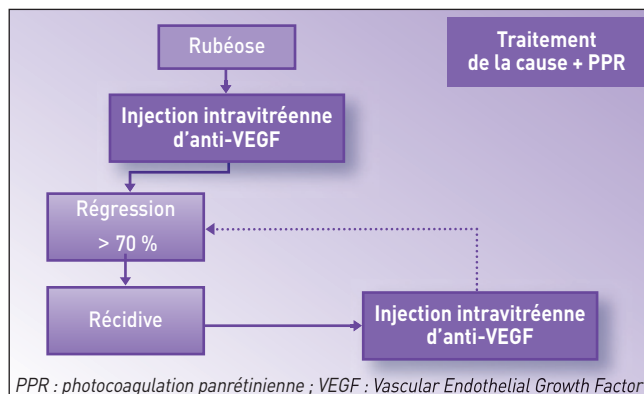 Rubéose
Traitement
de la cause + PPR
Injection intravitréenne
d'anti-VEGF
Régression
> 70 %
Récidive
Injection intravitréenne
d'anti-VEGF
PPR : photocoagulation panrétinienne ; VEGF : Vascular Endothelial Growth Factor